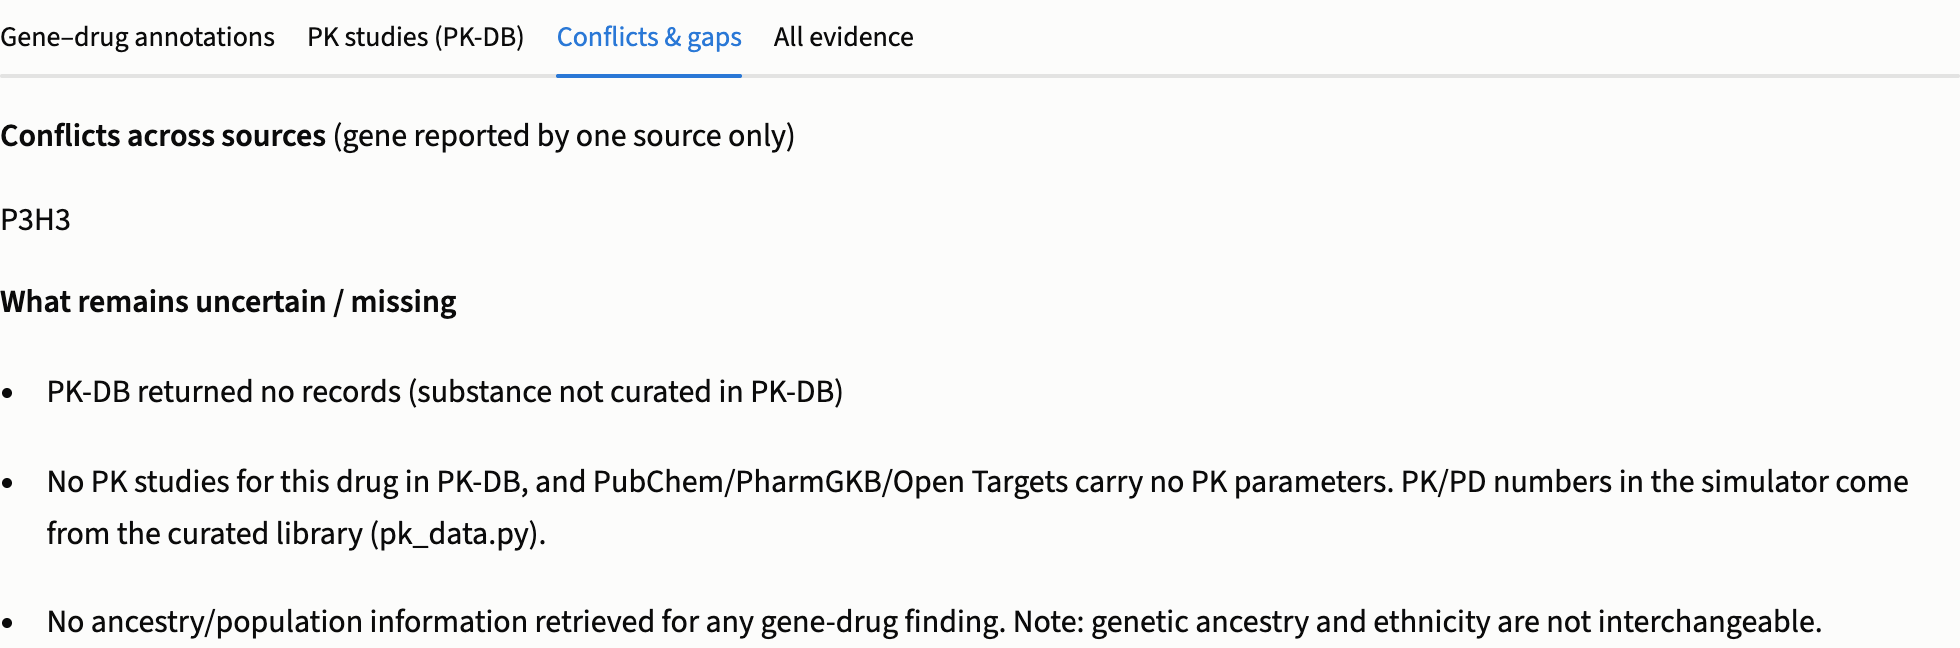 Gene–drug annotations PK studies (PK-DB) Conflicts & gaps All evidence
Conflicts across sources (gene reported by one source only)
P3H3
What remains uncertain / missing
• PK-DB returned no records (substance not curated in PK-DB)
• No PK studies for this drug in PK-DB, and PubChem/PharmGKB/Open Targets carry no PK parameters. PK/PD numbers in the simulator come
from the curated library (pk_data.py).
• No ancestry/population information retrieved for any gene-drug finding. Note: genetic ancestry and ethnicity are not interchangeable.